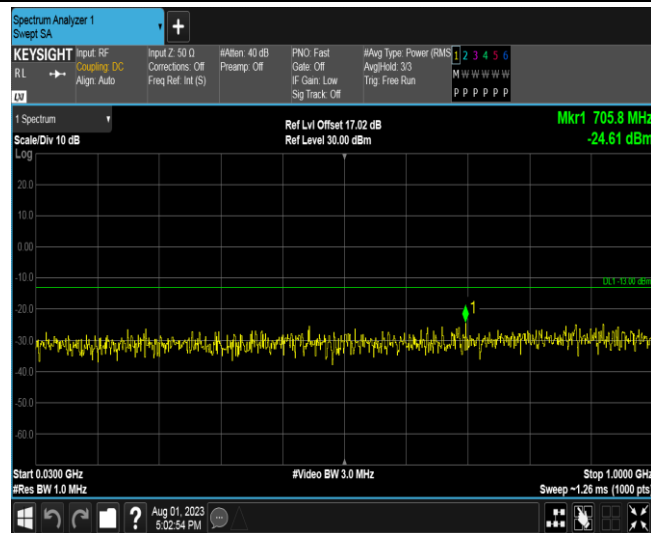 Spectrum Analyzer 1
Swept SA
+
KEYSIGHT Input: RF
RL Coupling: DC
Align: Auto
LXI
Input Z: 50 Ω
Corrections: Off
Freq Ref: Int (S)
#Atten: 40 dB
Preamp: Off
PNO: Fast
Gate: Off
IF Gain: Low
Sig Track: Off
#Avg Type: Power (RMS
Avg|Hold: 3/3
Trig: Free Run
1 2 3 4 5 6
M W W W W W
P P P P P P
1 Spectrum
Scale/Div 10 dB
Log
Ref Lvl Offset 17.02 dB
Ref Level 30.00 dBm
Mkr1 705.8 MHz
-24.61 dBm
20.0
10.0
0.00
-10.0
DL1 -13.00 dBm
-20.0
1
-30.0
-40.0
-50.0
-60.0
Start 0.0300 GHz
#Res BW 1.0 MHz
#Video BW 3.0 MHz
Stop 1.0000 GHz
Sweep ~1.26 ms (1000 pts)
?
Aug 01, 2023
5:02:54 PM